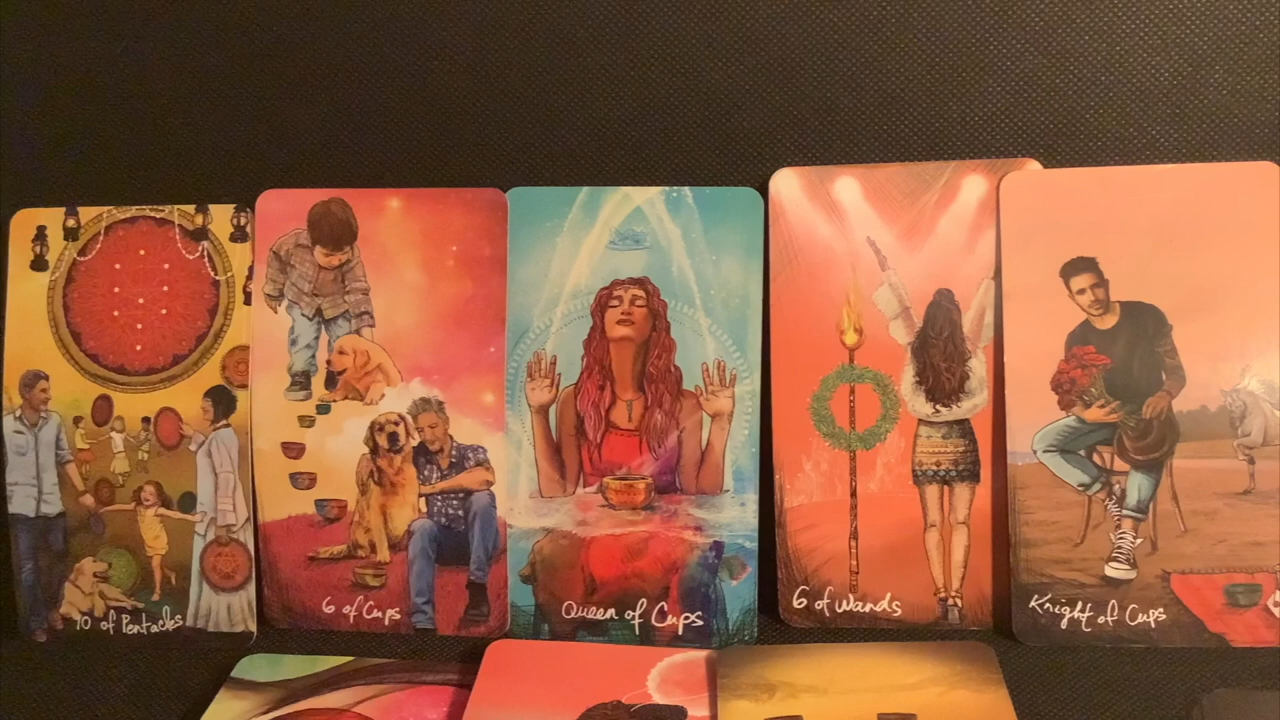 10 of Pentacles
6 of Cups
Queen of Cups
6 of Wands
Knight of Cups